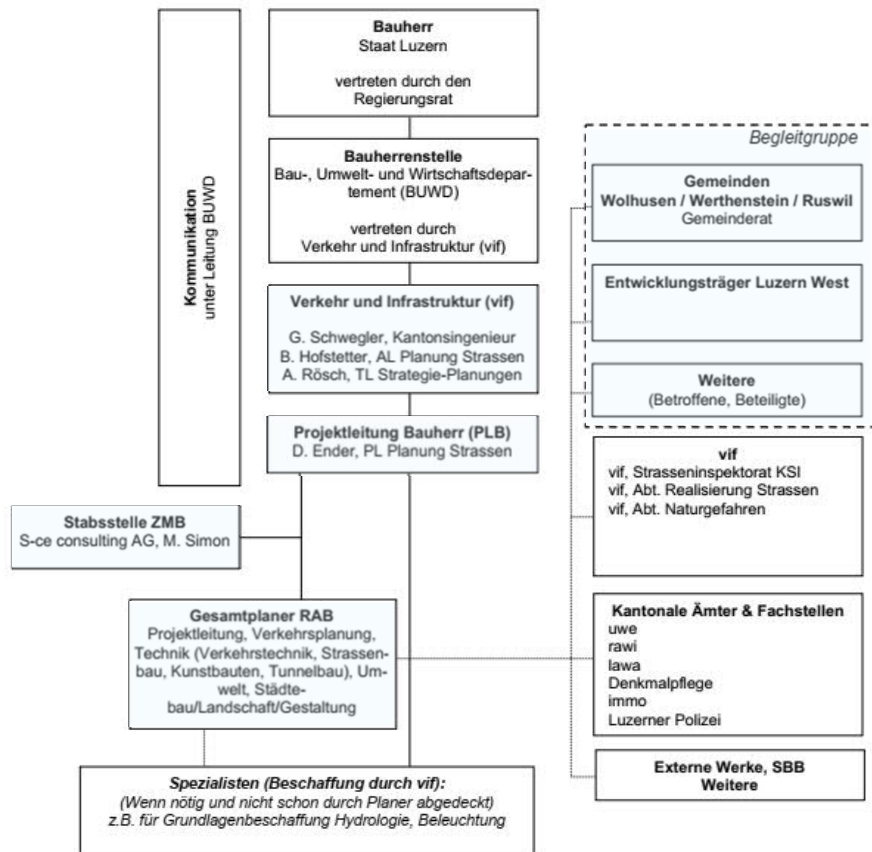 Kommunikation
unter Leitung BUWD
Bauherr
Staat Luzern
vertreten durch den
Regierungsrat
Bauherrenstelle
Bau-, Umwelt- und Wirtschaftsdepar-
tement (BUWD)
vertreten durch
Verkehr und Infrastruktur (vif)
Verkehr und Infrastruktur (vif)
G. Schwegler, Kantonsingenieur
B. Hofstetter, AL Planung Strassen
A. Rösch, TL Strategie-Planungen
Projektleitung Bauherr (PLB)
D. Ender, PL Planung Strassen
Stabsstelle ZMB
S-ce consulting AG, M. Simon
Gesamtplaner RAB
Projektleitung, Verkehrsplanung,
Technik (Verkehrstechnik, Strassen-
bau, Kunstbauten, Tunnelbau), Um-
welt, Städte-
bau/Landschaft/Gestaltung
Spezialisten (Beschaffung durch vif):
(Wenn nötig und nicht schon durch Planer abgedeckt)
z.B. für Grundlagenbeschaffung Hydrologie, Beleuchtung
Begleitgruppe
Gemeinden
Wolhusen / Werthenstein / Ruswil
Gemeinderat
Entwicklungsträger Luzern West
Weitere
(Betroffene, Beteiligte)
vif
vif, Strasseninspektorat KSI
vif, Abt. Realisierung Strassen
vif, Abt. Naturgefahren
Kantonale Ämter & Fachstellen
uwe
rawi
lawa
Denkmalpflege
immo
Luzerner Polizei
Externe Werke, SBB
Weitere